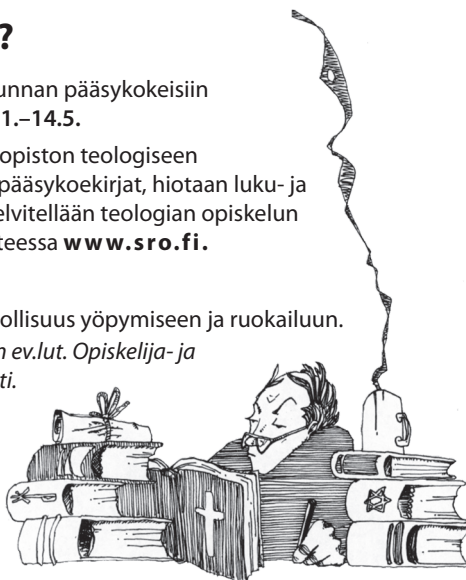 ?
unnan pääsykokeisiin
1.–14.5.
opiston teologiseen
pääsykoekirjat, hiotaan luku- ja
elvitellään teologian opiskelun
teessa www.sro.fi.
ollisuus yöpymiseen ja ruokailuun.
n ev.lut. Opiskelija- ja
ti.